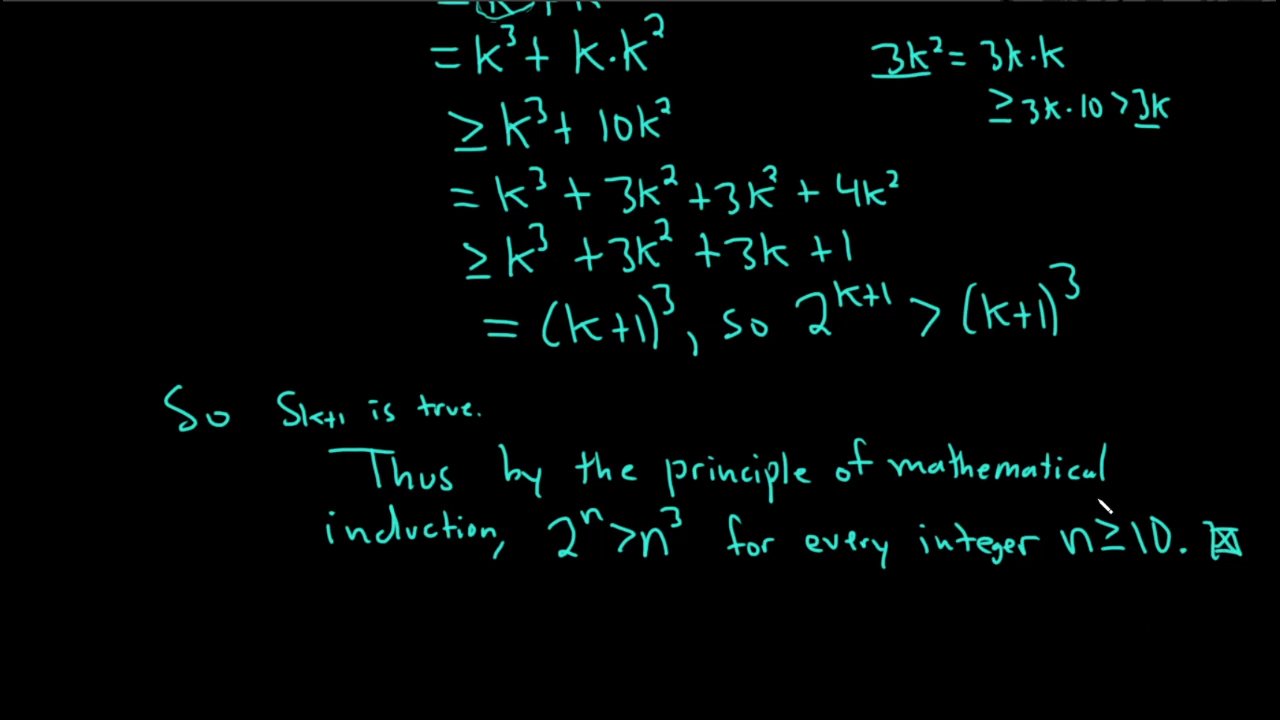 = k³ + k·k²
≥ k³ + 10k²
= k³ + 3k² + 3k² + 4k²
≥ k³ + 3k² + 3k + 1
= (k+1)³, so 2ᵏ⁺¹ > (k+1)³
3k² = 3k·k
≥ 3k·10 > 3k
So Sₖ₊₁ is true.
Thus by the principle of mathematical
induction, 2ⁿ > n³ for every integer n ≥ 10. ⊠